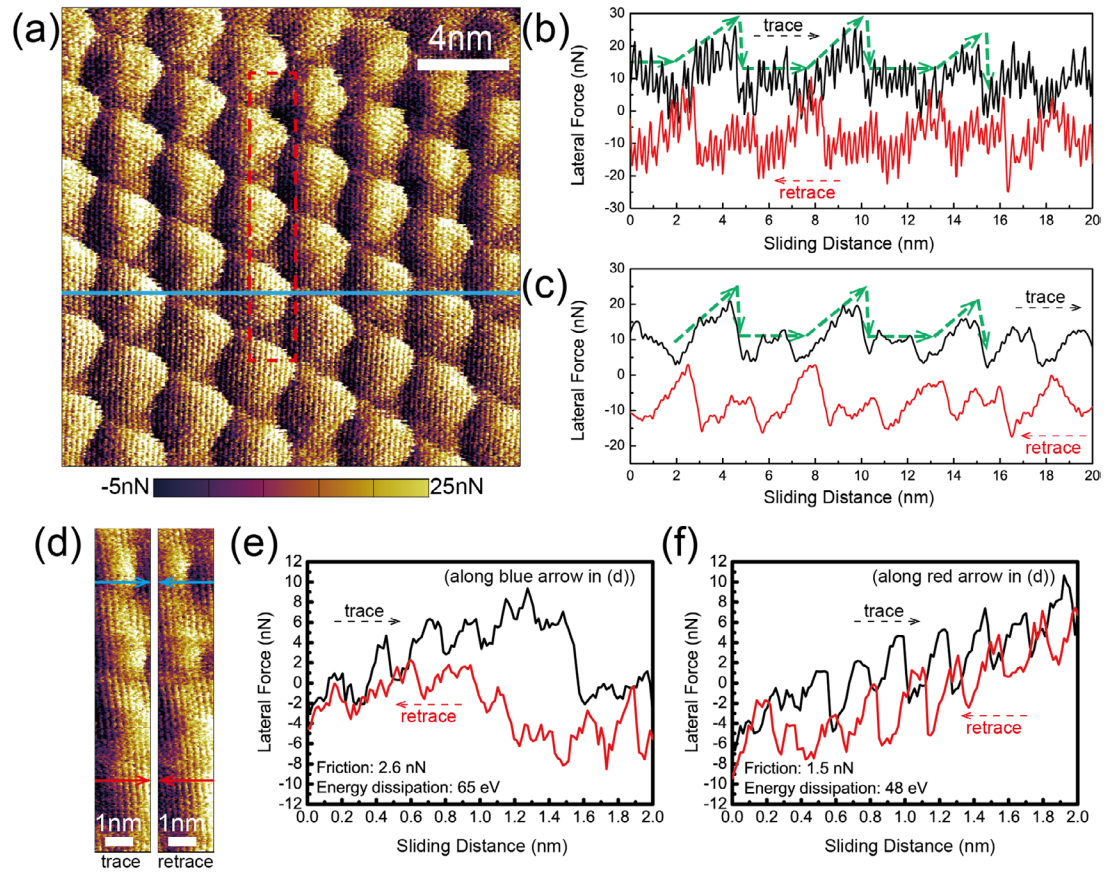 (a)
4nm
-5nN
25nN
(b)
Lateral Force (nN)
30
20
10
0
-10
-20
-30
trace
retrace
0 2 4 6 8 10 12 14 16 18 20
Sliding Distance (nm)
(c)
Lateral Force (nN)
30
20
10
0
-10
-20
trace
retrace
0 2 4 6 8 10 12 14 16 18 20
Sliding Distance (nm)
(d)
1nm
1nm
trace
retrace
(e)
Lateral Force (nN)
12
10
8
6
4
2
0
-2
-4
-6
-8
-10
-12
(along blue arrow in (d))
trace
retrace
Friction: 2.6 nN
Energy dissipation: 65 eV
0.0 0.2 0.4 0.6 0.8 1.0 1.2 1.4 1.6 1.8 2.0
Sliding Distance (nm)
(f)
Lateral Force (nN)
12
10
8
6
4
2
0
-2
-4
-6
-8
-10
-12
(along red arrow in (d))
trace
retrace
Friction: 1.5 nN
Energy dissipation: 48 eV
0.0 0.2 0.4 0.6 0.8 1.0 1.2 1.4 1.6 1.8 2.0
Sliding Distance (nm)